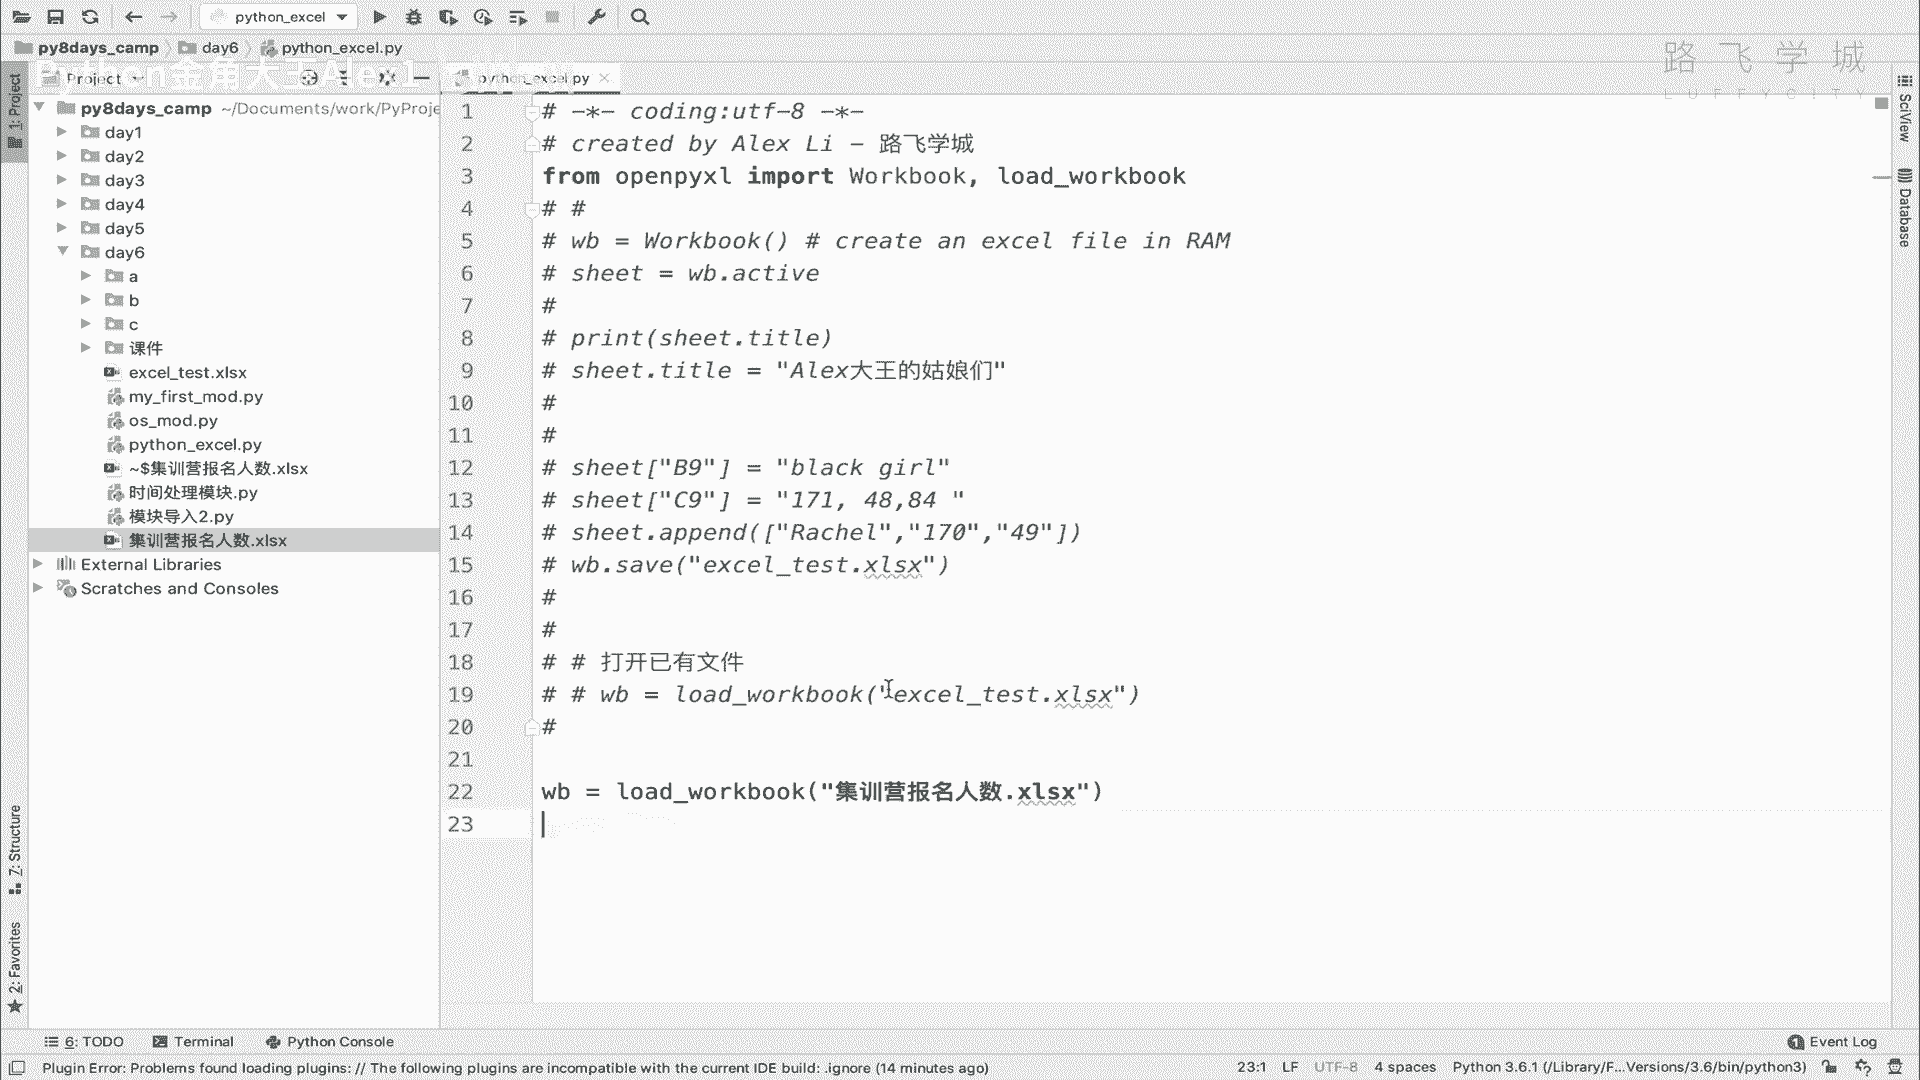 python_excel
py8days_camp
day6
python_excel.py
路 飞 学 城
LUFFYCITY
Python金角大王Alex1
Project
python_excel.py
1: Project
py8days_camp ~/Documents/work/PyProje
day1
day2
day3
day4
day5
day6
a
b
c
课件
excel_test.xlsx
my_first_mod.py
os_mod.py
python_excel.py
~$集训营报名人数.xlsx
时间处理模块.py
模块导入2.py
集训营报名人数.xlsx
External Libraries
Scratches and Consoles
7: Structure
2: Favorites
1 # -*- coding:utf-8 -*-
2 # created by Alex Li - 路飞学城
3 from openpyxl import Workbook, load_workbook
4 # #
5 # wb = Workbook() # create an excel file in RAM
6 # sheet = wb.active
7 #
8 # print(sheet.title)
9 # sheet.title = "Alex大王的姑娘们"
10 #
11 #
12 # sheet["B9"] = "black girl"
13 # sheet["C9"] = "171, 48,84 "
14 # sheet.append(["Rachel","170","49"])
15 # wb.save("excel_test.xlsx")
16 #
17 #
18 # # 打开已有文件
19 # # wb = load_workbook("excel_test.xlsx")
20 #
21
22 wb = load_workbook("集训营报名人数.xlsx")
23
SciView
Database
6: TODO
Terminal
Python Console
Event Log
Plugin Error: Problems found loading plugins: // The following plugins are incompatible with the current IDE build: .ignore (14 minutes ago)
23:1 LF UTF-8 4 spaces Python 3.6.1 (/Library/F...Versions/3.6/bin/python3)